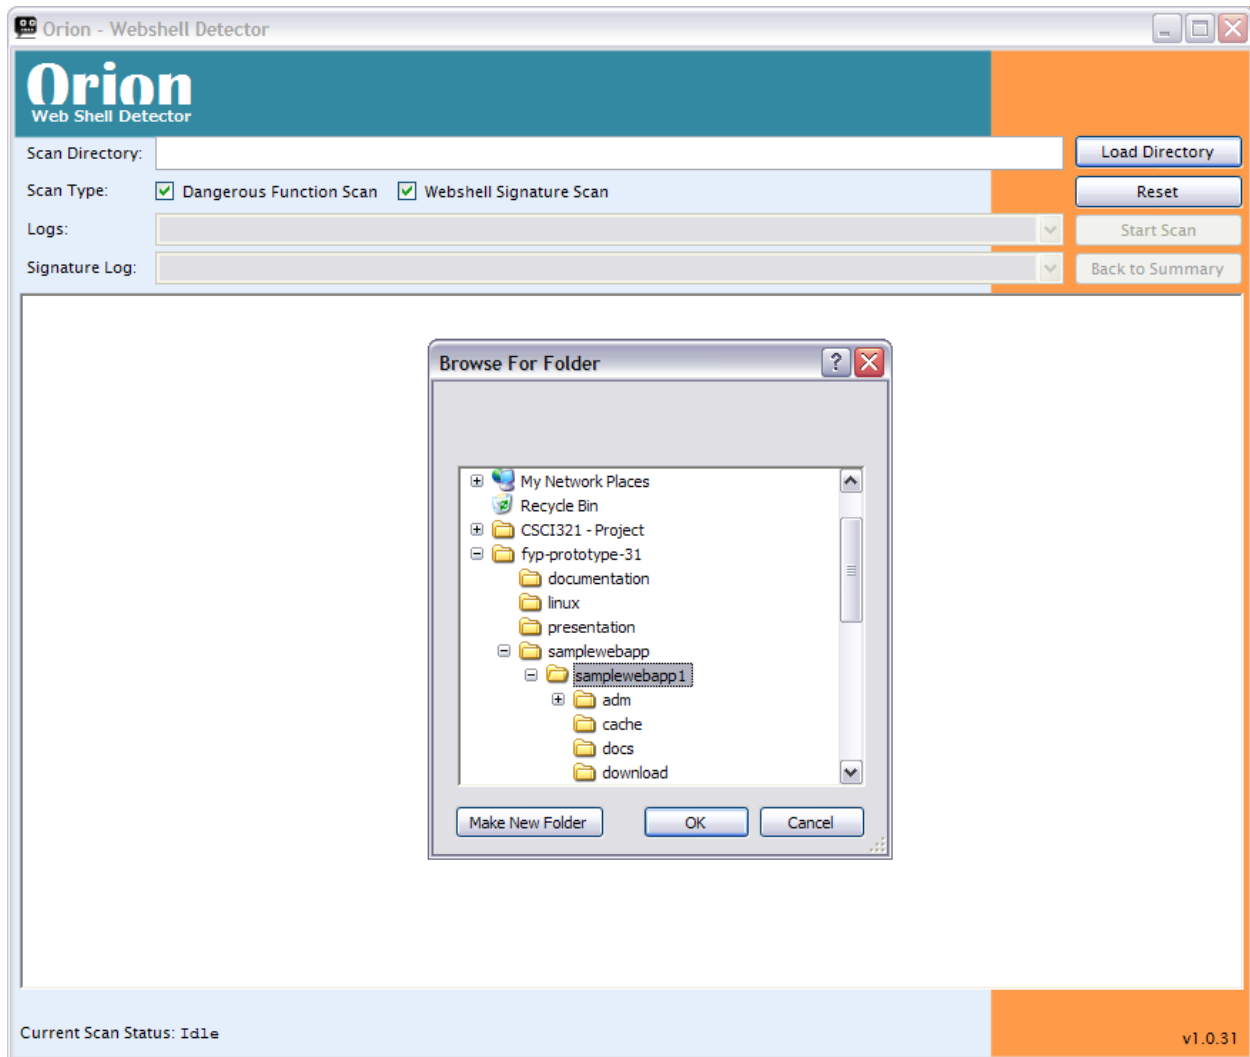 Orion - Webshell Detector
Orion
Web Shell Detector
Scan Directory:
Load Directory
Scan Type:
Dangerous Function Scan
Webshell Signature Scan
Reset
Logs:
Start Scan
Signature Log:
Back to Summary
Browse For Folder
My Network Places
Recycle Bin
CSCI321 - Project
fyp-prototype-31
documentation
linux
presentation
samplewebapp
samplewebapp1
adm
cache
docs
download
Make New Folder
OK
Cancel
Current Scan Status: Idle
v1.0.31